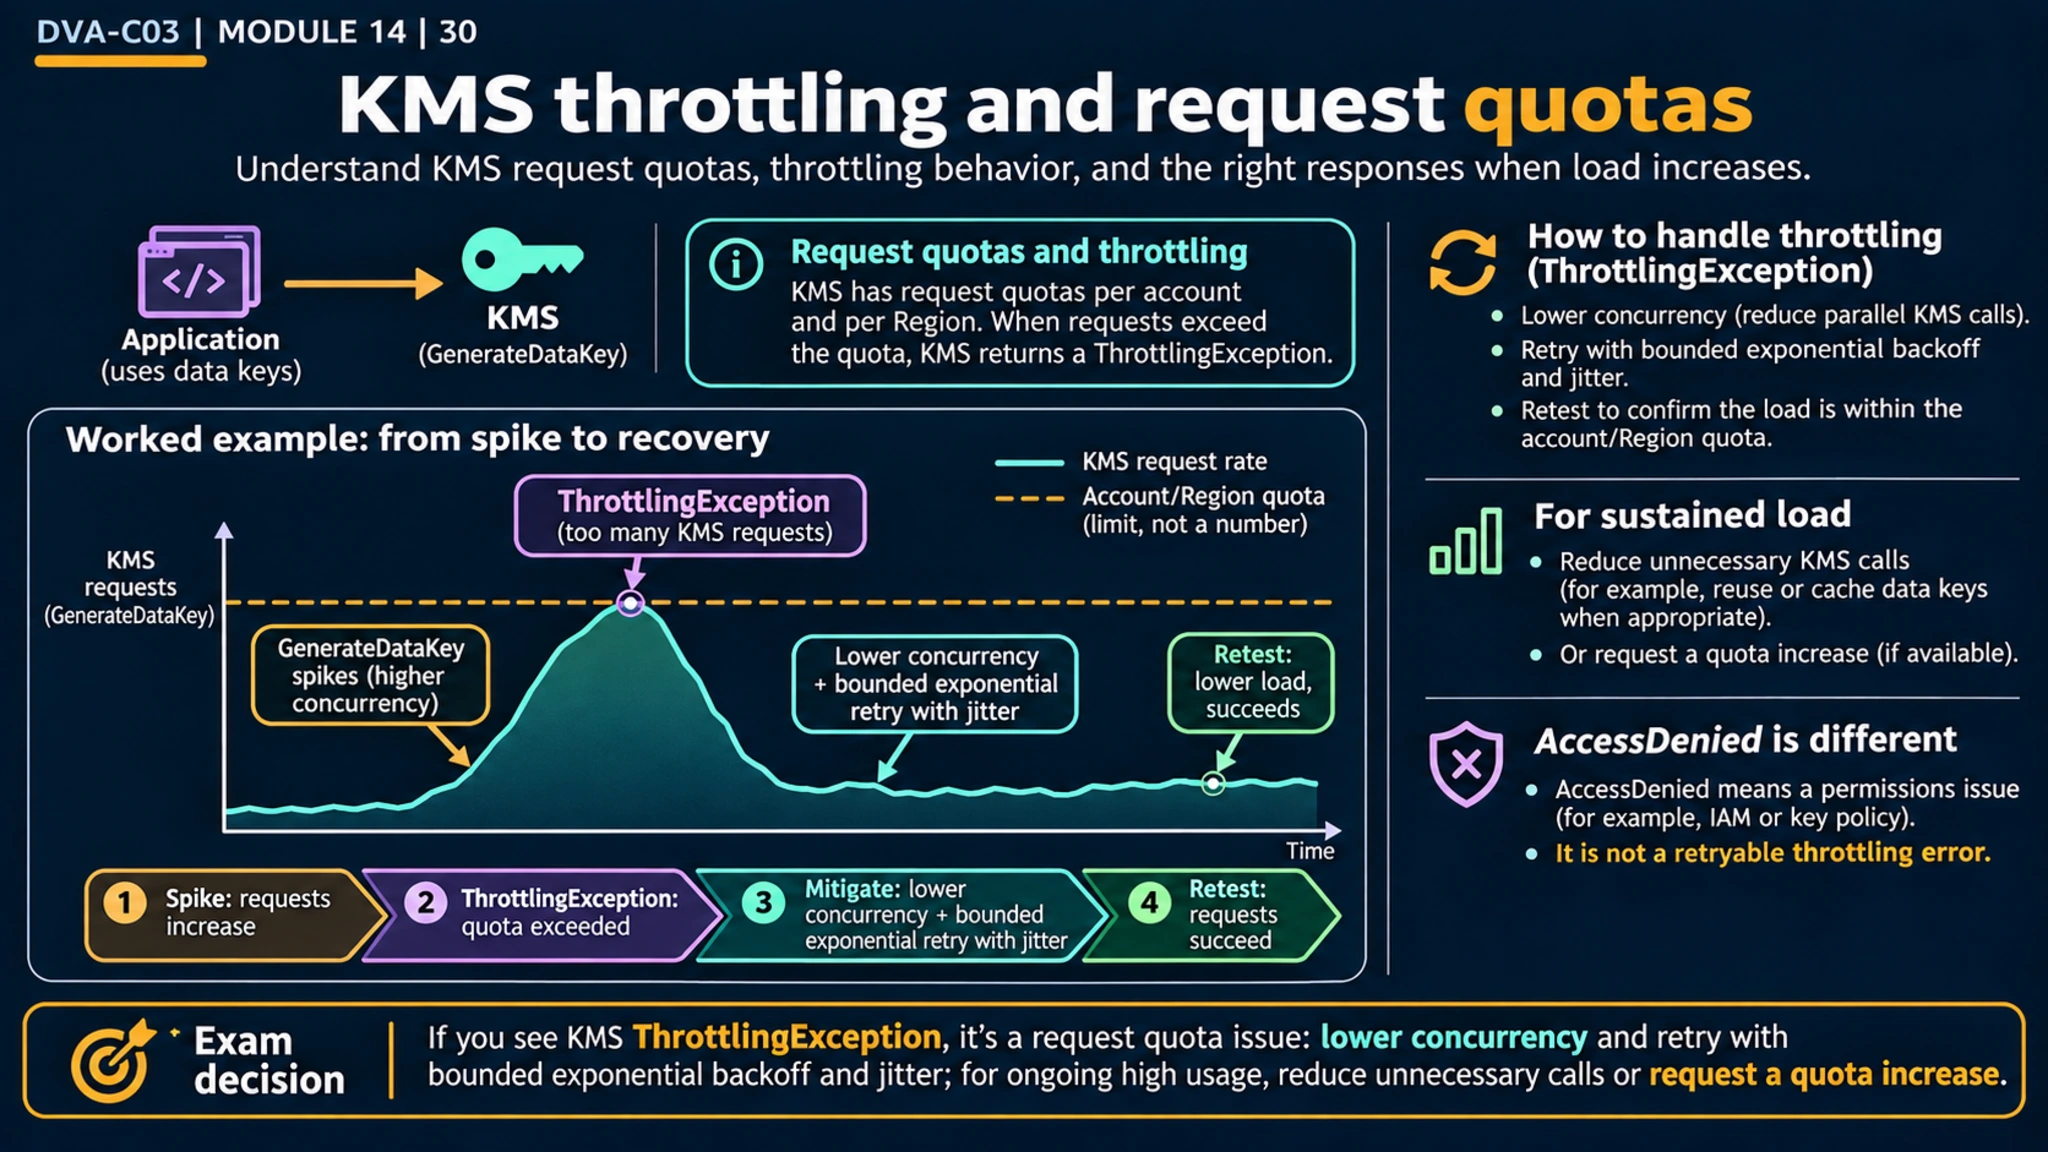 DVA-C03 | MODULE 14 | 30
KMS throttling and request quotas
Understand KMS request quotas, throttling behavior, and the right responses when load increases.
</>
Application
(uses data keys)
KMS
(GenerateDataKey)
i
Request quotas and throttling
KMS has request quotas per account
and per Region. When requests exceed
the quota, KMS returns a ThrottlingException.
Worked example: from spike to recovery
KMS request rate
Account/Region quota
(limit, not a number)
ThrottlingException
(too many KMS requests)
KMS
requests
(GenerateDataKey)
GenerateDataKey
spikes (higher
concurrency)
Lower concurrency
+ bounded exponential
retry with jitter
Retest:
lower load,
succeeds
Time
1 Spike: requests
increase
2 ThrottlingException:
quota exceeded
3 Mitigate: lower
concurrency + bounded
exponential retry with jitter
4 Retest:
requests
succeed
How to handle throttling
(ThrottlingException)
• Lower concurrency (reduce parallel KMS calls).
• Retry with bounded exponential backoff
and jitter.
• Retest to confirm the load is within the
account/Region quota.
For sustained load
• Reduce unnecessary KMS calls
(for example, reuse or cache data keys
when appropriate).
• Or request a quota increase (if available).
AccessDenied is different
• AccessDenied means a permissions issue
(for example, IAM or key policy).
• It is not a retryable throttling error.
Exam
decision
If you see KMS ThrottlingException, it's a request quota issue: lower concurrency and retry with
bounded exponential backoff and jitter; for ongoing high usage, reduce unnecessary calls or request a quota increase.